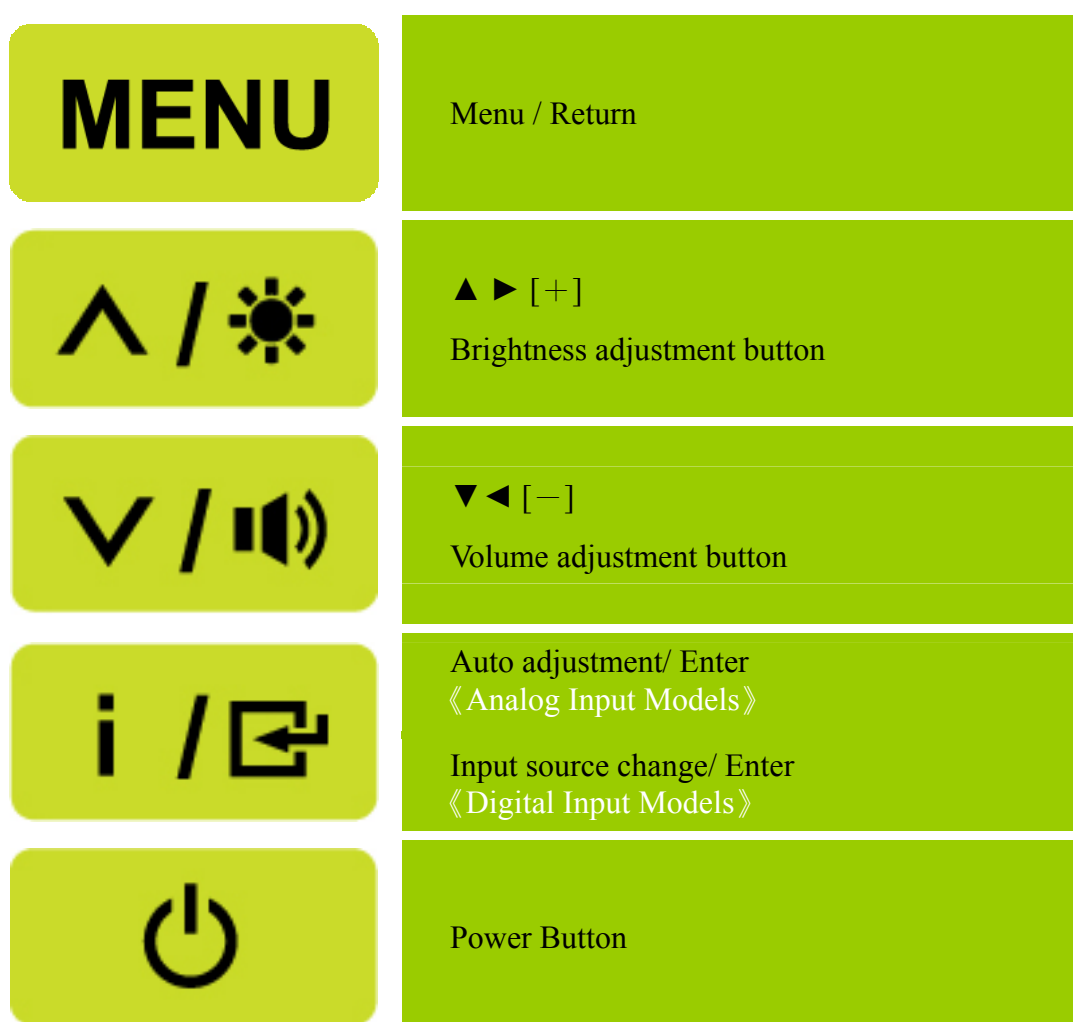 MENU
Menu / Return
/
▲ ► [+]
Brightness adjustment button
/
▼◄ [−]
Volume adjustment button
i /
Auto adjustment/ Enter
《Analog Input Models》
Input source change/ Enter
《Digital Input Models》
Power Button